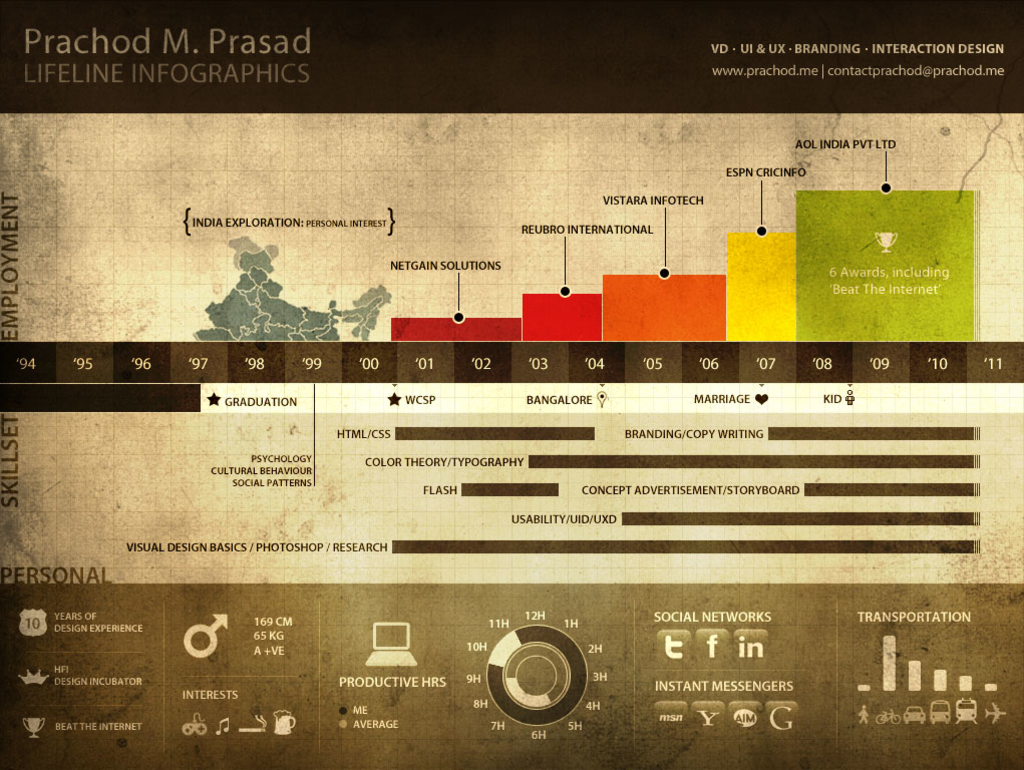 Prachod M. Prasad
LIFELINE INFOGRAPHICS
VD · UI & UX · BRANDING · INTERACTION DESIGN
www.prachod.me | contactprachod@prachod.me
EMPLOYMENT
{INDIA EXPLORATION: PERSONAL INTEREST}
NETGAIN SOLUTIONS
REUBRO INTERNATIONAL
VISTARA INFOTECH
ESPN CRICINFO
AOL INDIA PVT LTD
6 Awards, including
'Beat The Internet'
'94 '95 '96 '97 '98 '99 '00 '01 '02 '03 '04 '05 '06 '07 '08 '09 '10 '11
GRADUATION
WCSP
BANGALORE
MARRIAGE
KID
SKILLSET
PSYCHOLOGY
CULTURAL BEHAVIOUR
SOCIAL PATTERNS
HTML/CSS
BRANDING/COPY WRITING
COLOR THEORY/TYPOGRAPHY
FLASH
CONCEPT ADVERTISEMENT/STORYBOARD
USABILITY/UID/UXD
VISUAL DESIGN BASICS / PHOTOSHOP / RESEARCH
PERSONAL
10
YEARS OF
DESIGN EXPERIENCE
HFI
DESIGN INCUBATOR
BEAT THE INTERNET
169 CM
65 KG
A +VE
INTERESTS
PRODUCTIVE HRS
ME
AVERAGE
12H
1H
2H
3H
4H
5H
6H
7H
8H
9H
10H
11H
SOCIAL NETWORKS
t f in
INSTANT MESSENGERS
msn Y AIM G
TRANSPORTATION